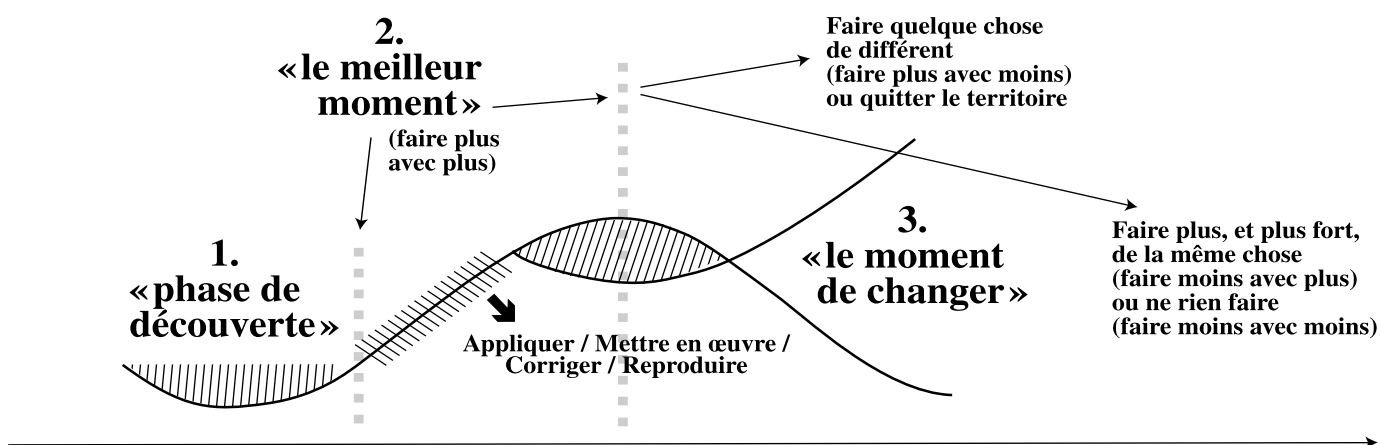 2.
«le meilleur
moment»
(faire plus
avec plus)
Faire quelque chose
de différent
(faire plus avec moins)
ou quitter le territoire
1.
«phase de
découverte»
3.
«le moment
de changer»
Faire plus, et plus fort,
de la même chose
(faire moins avec plus)
ou ne rien faire
(faire moins avec moins)
Appliquer / Mettre en œuvre /
Corriger / Reproduire